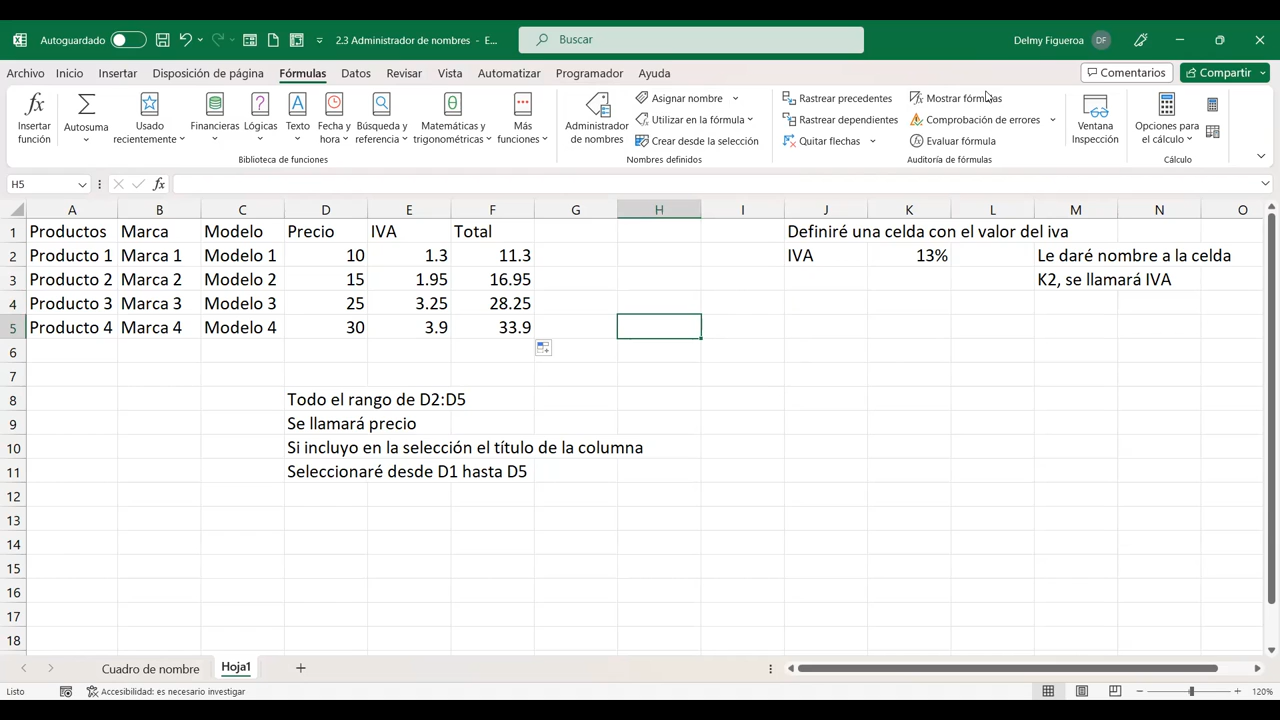 Autoguardado
2.3 Administrador de nombres - E...
Buscar
Delmy Figueroa
DF
Archivo Inicio Insertar Disposición de página Fórmulas Datos Revisar Vista Automatizar Programador Ayuda
Comentarios
Compartir
Insertar función
Autosuma
Usado recientemente
Financieras
Lógicas
Texto
Fecha y hora
Búsqueda y referencia
Matemáticas y trigonométricas
Más funciones
Biblioteca de funciones
Administrador de nombres
Asignar nombre
Utilizar en la fórmula
Crear desde la selección
Nombres definidos
Rastrear precedentes
Rastrear dependientes
Quitar flechas
Mostrar fórmulas
Comprobación de errores
Evaluar fórmula
Auditoría de fórmulas
Ventana Inspección
Opciones para el cálculo
Cálculo
H5
fx
A B C D E F G H I J K L M N O
1 Productos Marca Modelo Precio IVA Total Definiré una celda con el valor del iva
2 Producto 1 Marca 1 Modelo 1 10 1.3 11.3 IVA 13% Le daré nombre a la celda
3 Producto 2 Marca 2 Modelo 2 15 1.95 16.95 K2, se llamará IVA
4 Producto 3 Marca 3 Modelo 3 25 3.25 28.25
5 Producto 4 Marca 4 Modelo 4 30 3.9 33.9
6
7
8 Todo el rango de D2:D5
9 Se llamará precio
10 Si incluyo en la selección el título de la columna
11 Seleccionaré desde D1 hasta D5
12
13
14
15
16
17
18
Cuadro de nombre Hoja1
Listo
Accesibilidad: es necesario investigar
120%